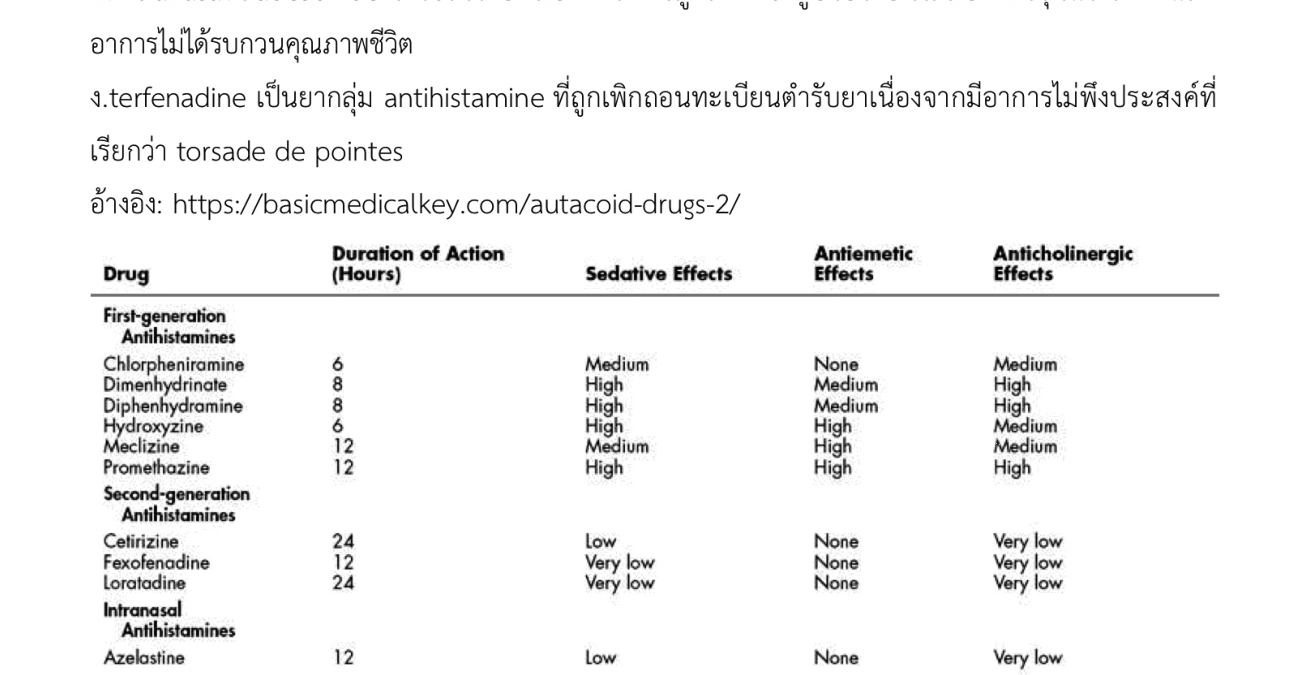 อาการไม่ได้รบกวนคุณภาพชีวิต
ง.terfenadine เป็นยากลุ่ม antihistamine ที่ถูกเพิกถอนทะเบียนตำรับยาเนื่องจากมีอาการไม่พึงประสงค์ที่
เรียกว่า torsade de pointes
อ้างอิง: https://basicmedicalkey.com/autacoid-drugs-2/
Drug Duration of Action (Hours) Sedative Effects Antiemetic Effects Anticholinergic Effects
First-generation
Antihistamines
Chlorpheniramine 6 Medium None Medium
Dimenhydrinate 8 High Medium High
Diphenhydramine 8 High Medium High
Hydroxyzine 6 High High Medium
Meclizine 12 Medium High Medium
Promethazine 12 High High High
Second-generation
Antihistamines
Cetirizine 24 Low None Very low
Fexofenadine 12 Very low None Very low
Loratadine 24 Very low None Very low
Intranasal
Antihistamines
Azelastine 12 Low None Very low